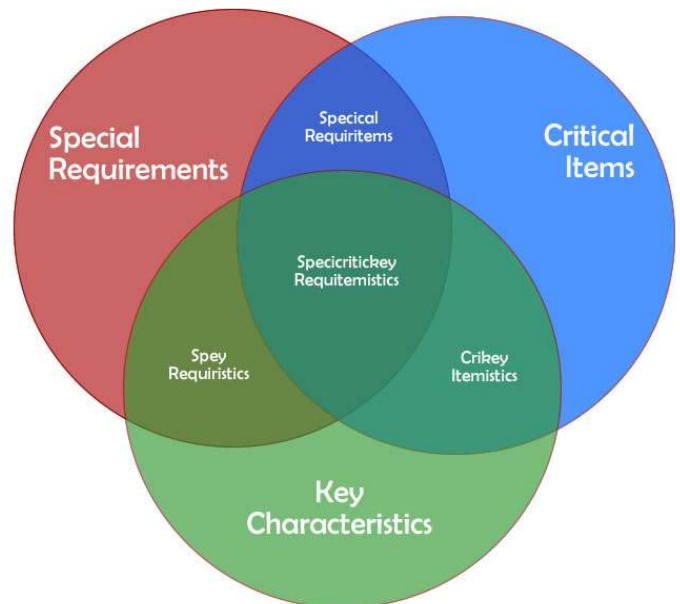 Special
Requirements
Specical
Requiritems
Critical
Items
Specicritickey
Requitemistics
Spey
Requiristics
Crikey
Itemistics
Key
Characteristics